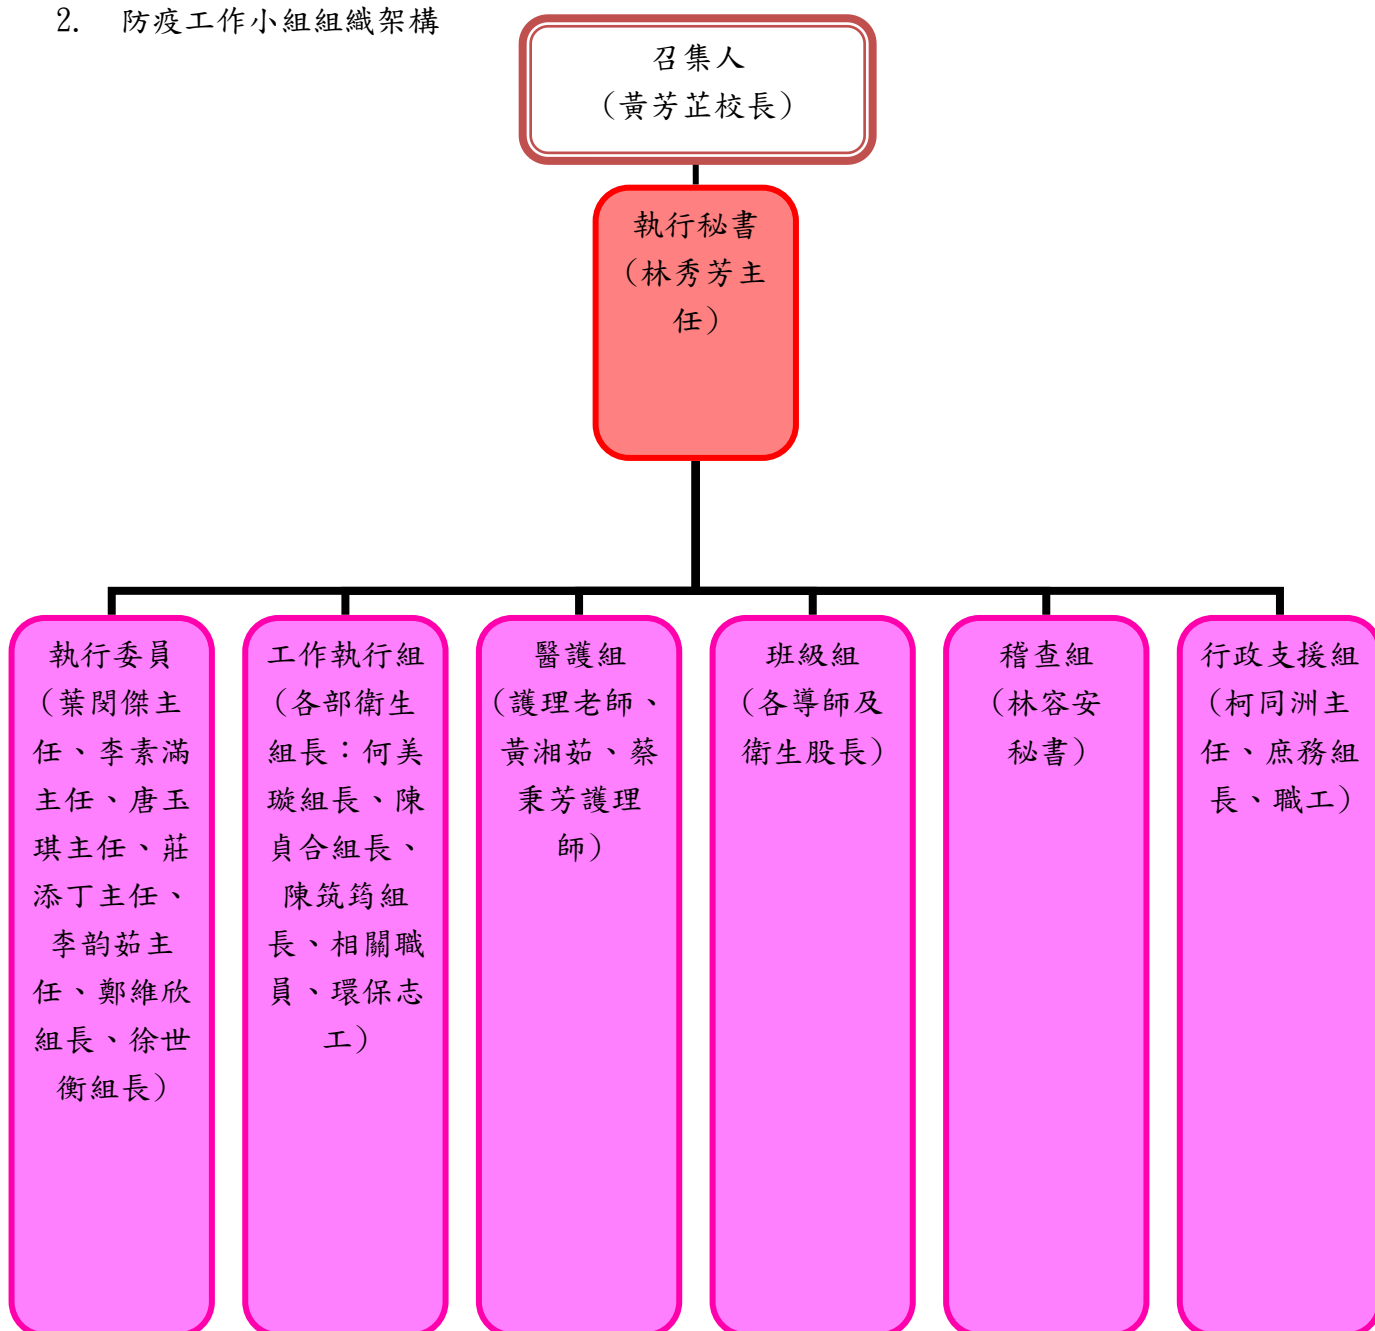 2. 防疫工作小組組織架構
召集人
(黃芳芷校長)
執行秘書
(林秀芳主
任)
執行委員
(葉閔傑主
任、李素滿
主任、唐玉
琪主任、莊
添丁主任、
李韵茹主
任、鄭維欣
組長、徐世
衡組長)
工作執行組
(各部衛生
組長：何美
璇組長、陳
貞合組長、
陳筑筠組
長、相關職
員、環保志
工)
醫護組
(護理老師、
黃湘茹、蔡
秉芳護理
師)
班級組
(各導師及
衛生股長)
稽查組
(林容安
秘書)
行政支援組
(柯同洲主
任、庶務組
長、職工)